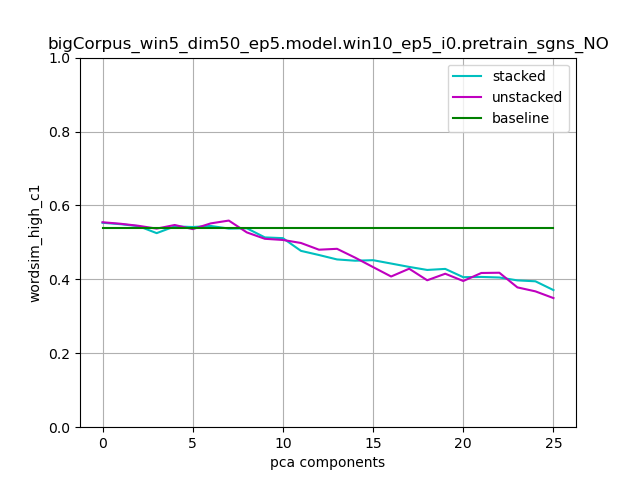 bigCorpus_win5_dim50_ep5.model.win10_ep5_i0.pretrain_sgns_NO
stacked
unstacked
baseline
wordsim_high_c1
1.0
0.8
0.6
0.4
0.2
0.0
0 5 10 15 20 25
pca components